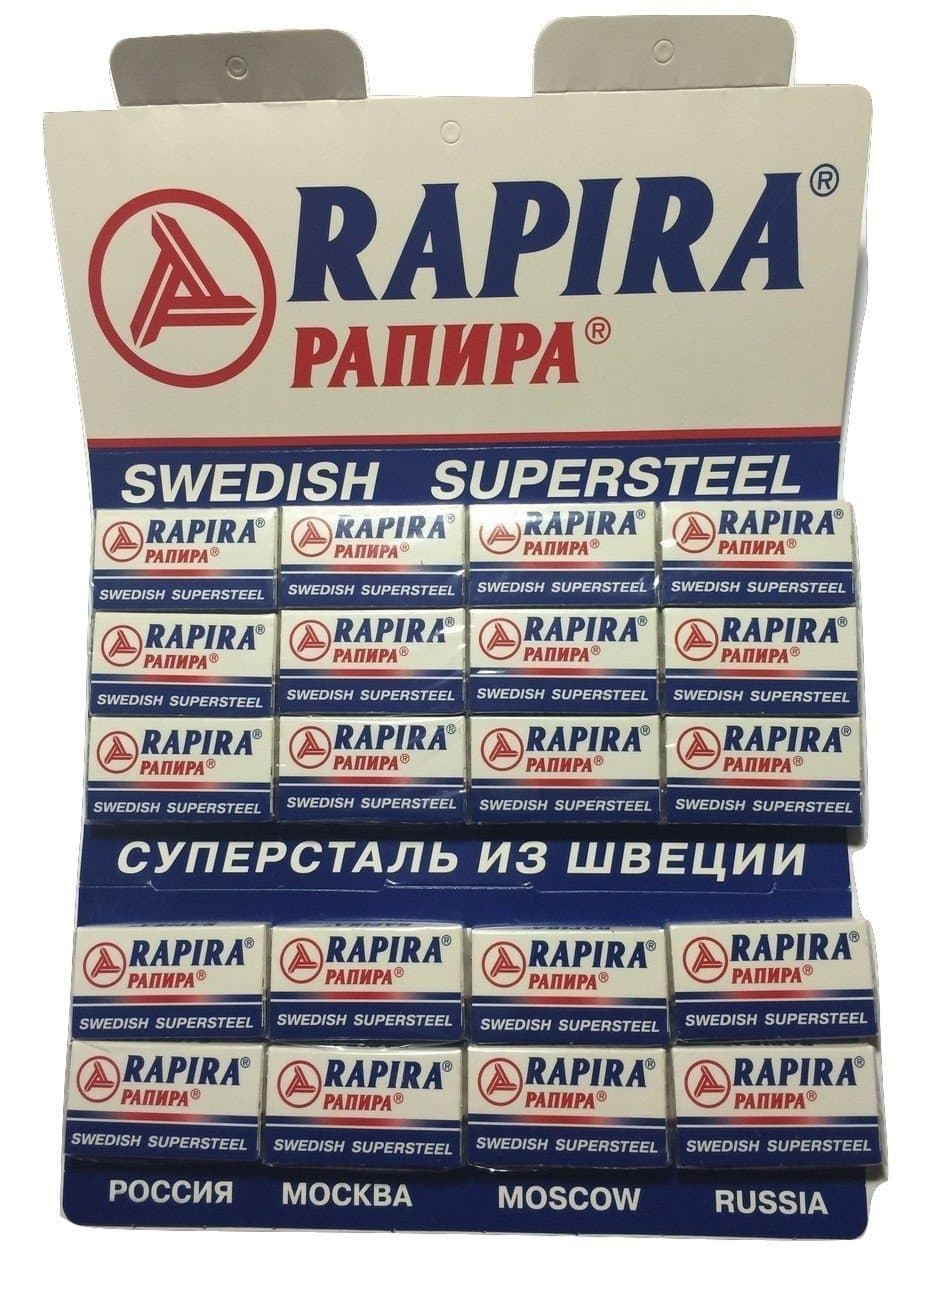 RAPIRA®
РАПИРА®
SWEDISH SUPERSTEEL
RAPIRA® RAPIRA® RAPIRA® RAPIRA®
РАПИРА® РАПИРА® РАПИРА® РАПИРА®
SWEDISH SUPERSTEEL SWEDISH SUPERSTEEL SWEDISH SUPERSTEEL SWEDISH SUPERSTEEL
RAPIRA® RAPIRA® RAPIRA® RAPIRA®
РАПИРА® РАПИРА® РАПИРА® РАПИРА®
SWEDISH SUPERSTEEL SWEDISH SUPERSTEEL SWEDISH SUPERSTEEL SWEDISH SUPERSTEEL
RAPIRA® RAPIRA® RAPIRA® RAPIRA®
РАПИРА® РАПИРА® РАПИРА® РАПИРА®
SWEDISH SUPERSTEEL SWEDISH SUPERSTEEL SWEDISH SUPERSTEEL SWEDISH SUPERSTEEL
СУПЕРСТАЛЬ ИЗ ШВЕЦИИ
RAPIRA® RAPIRA® RAPIRA® RAPIRA®
РАПИРА® РАПИРА® РАПИРА® РАПИРА®
SWEDISH SUPERSTEEL SWEDISH SUPERSTEEL SWEDISH SUPERSTEEL SWEDISH SUPERSTEEL
RAPIRA® RAPIRA® RAPIRA® RAPIRA®
РАПИРА® РАПИРА® РАПИРА® РАПИРА®
SWEDISH SUPERSTEEL SWEDISH SUPERSTEEL SWEDISH SUPERSTEEL SWEDISH SUPERSTEEL
РОССИЯ МОСКВА MOSCOW RUSSIA